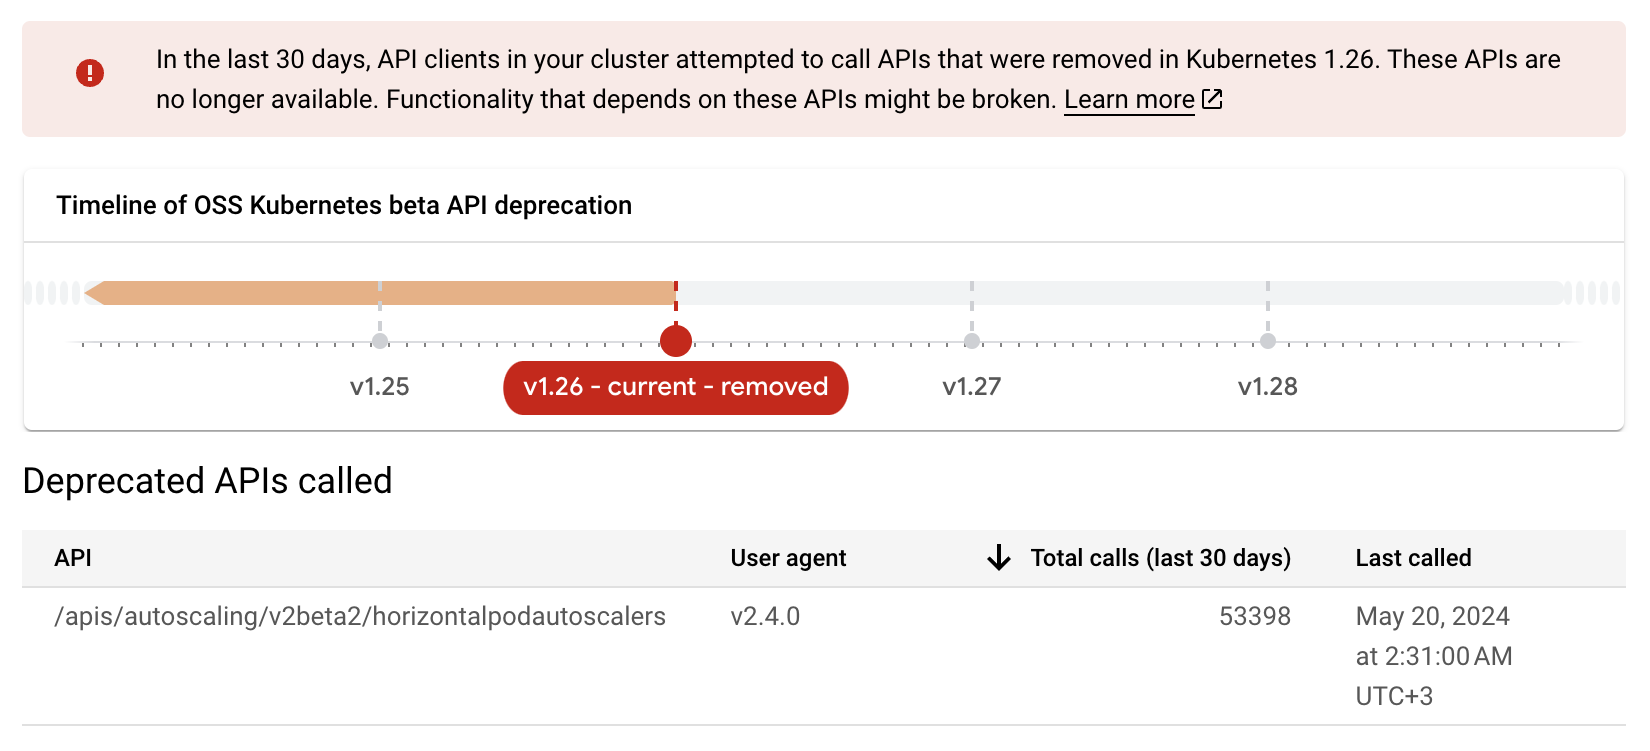 In the last 30 days, API clients in your cluster attempted to call APIs that were removed in Kubernetes 1.26. These APIs are
no longer available. Functionality that depends on these APIs might be broken. Learn more
Timeline of OSS Kubernetes beta API deprecation
v1.25
v1.26 - current - removed
v1.27
v1.28
Deprecated APIs called
API User agent Total calls (last 30 days) Last called
/apis/autoscaling/v2beta2/horizontalpodautoscalers v2.4.0 53398 May 20, 2024
at 2:31:00 AM
UTC+3